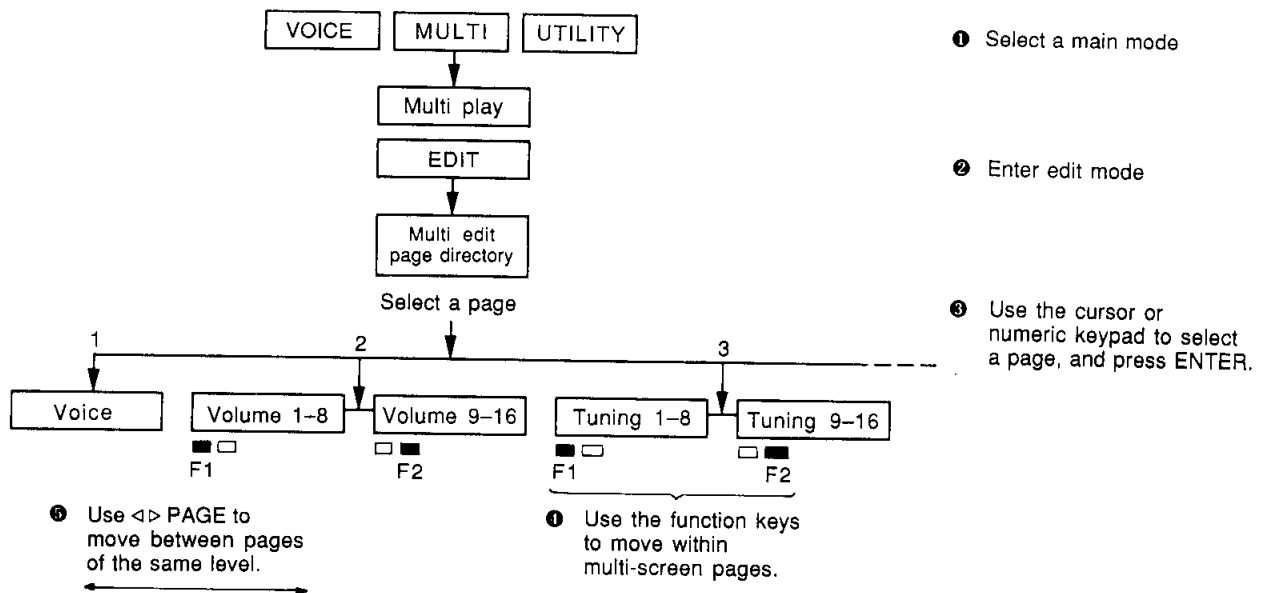 VOICE MULTI UTILITY
❶ Select a main mode
Multi play
EDIT
❷ Enter edit mode
Multi edit
page directory
Select a page
❸ Use the cursor or
numeric keypad to select
a page, and press ENTER.
1 2 3
Voice Volume 1–8 Volume 9–16 Tuning 1–8 Tuning 9–16
F1 F2 F1 F2
❺ Use ◁ ▷ PAGE to
move between pages
of the same level.
❹ Use the function keys
to move within
multi-screen pages.